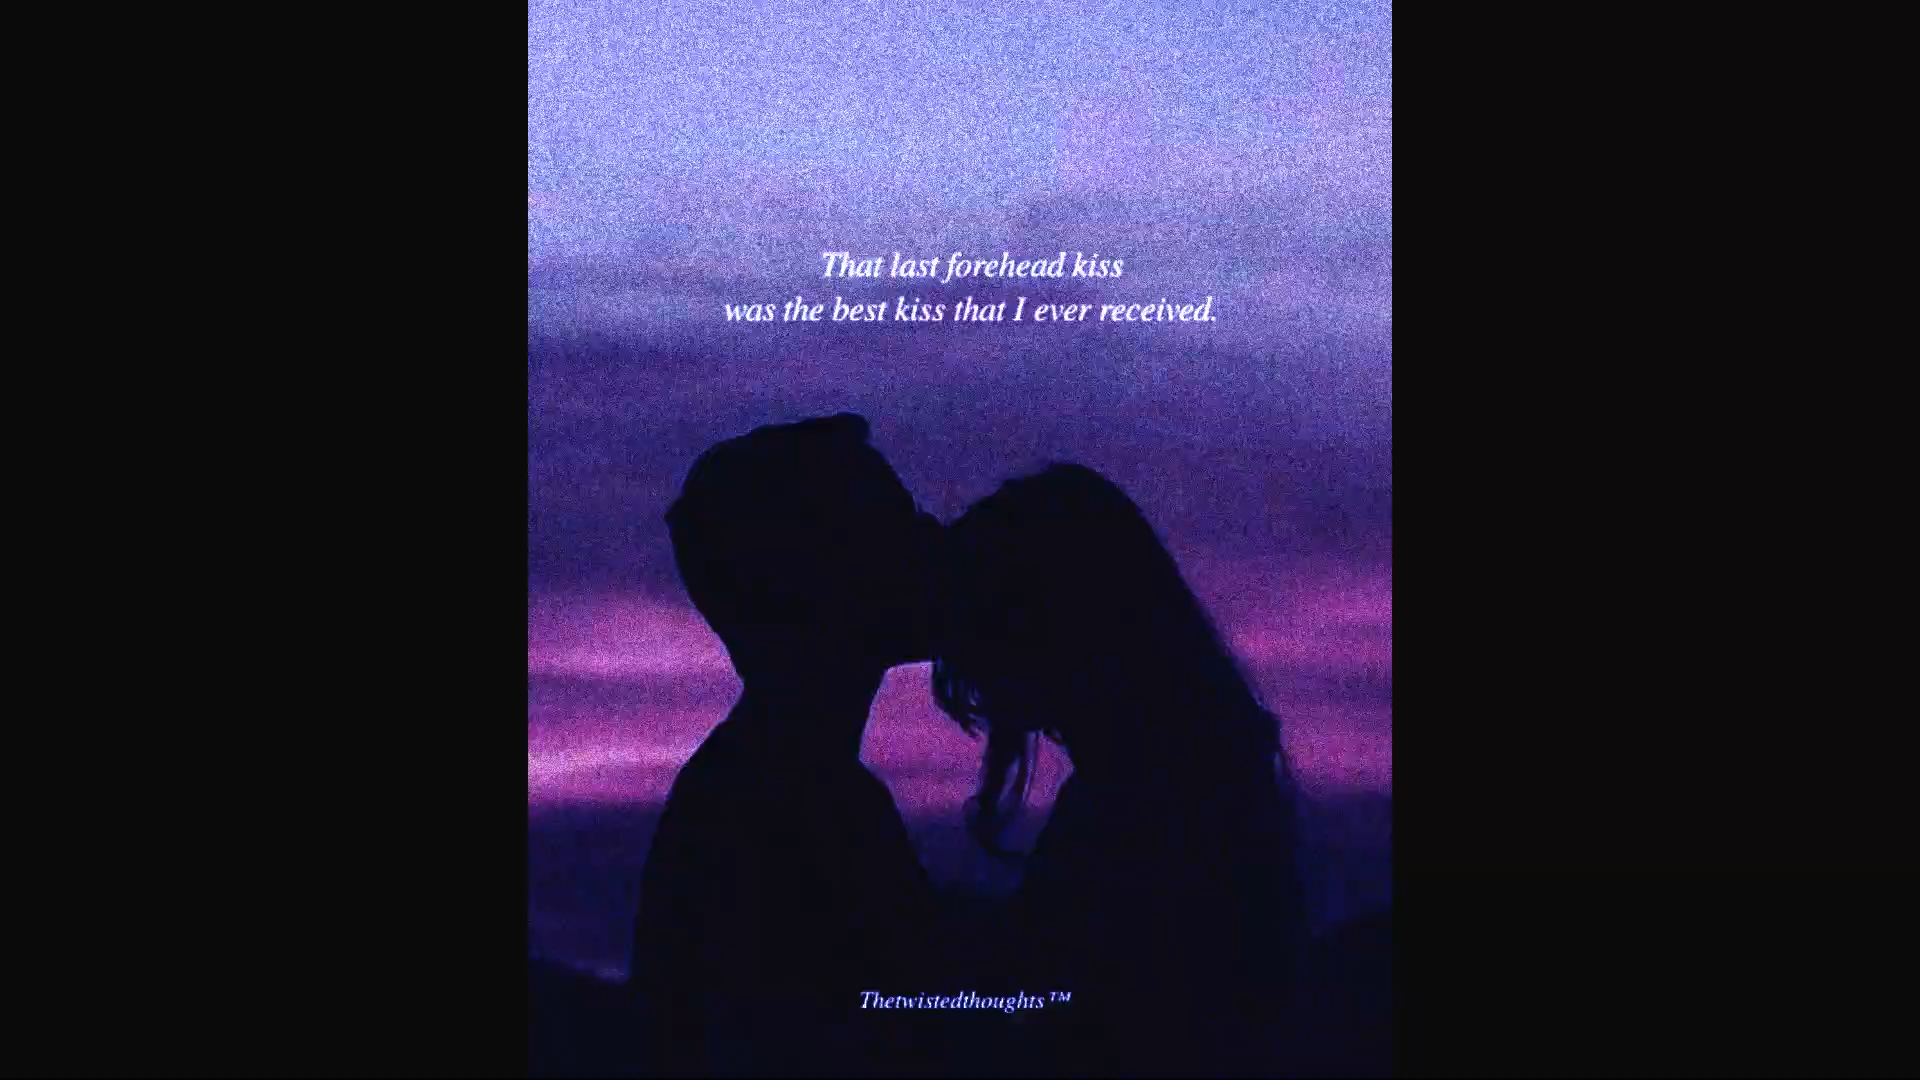 That last forehead kiss
was the best kiss that I ever received.
Thetwistedthoughts™